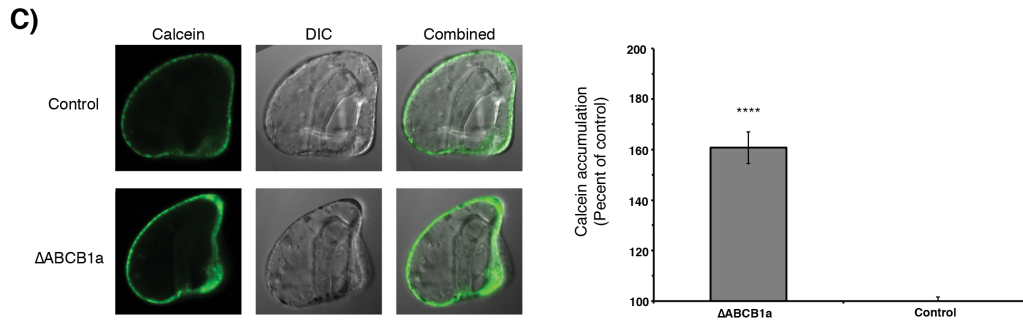 C)
Calcein DIC Combined
Control
ΔABCB1a
Calcein accumulation
(Pecent of control)
200
180
160
140
120
100
****
ΔABCB1a Control